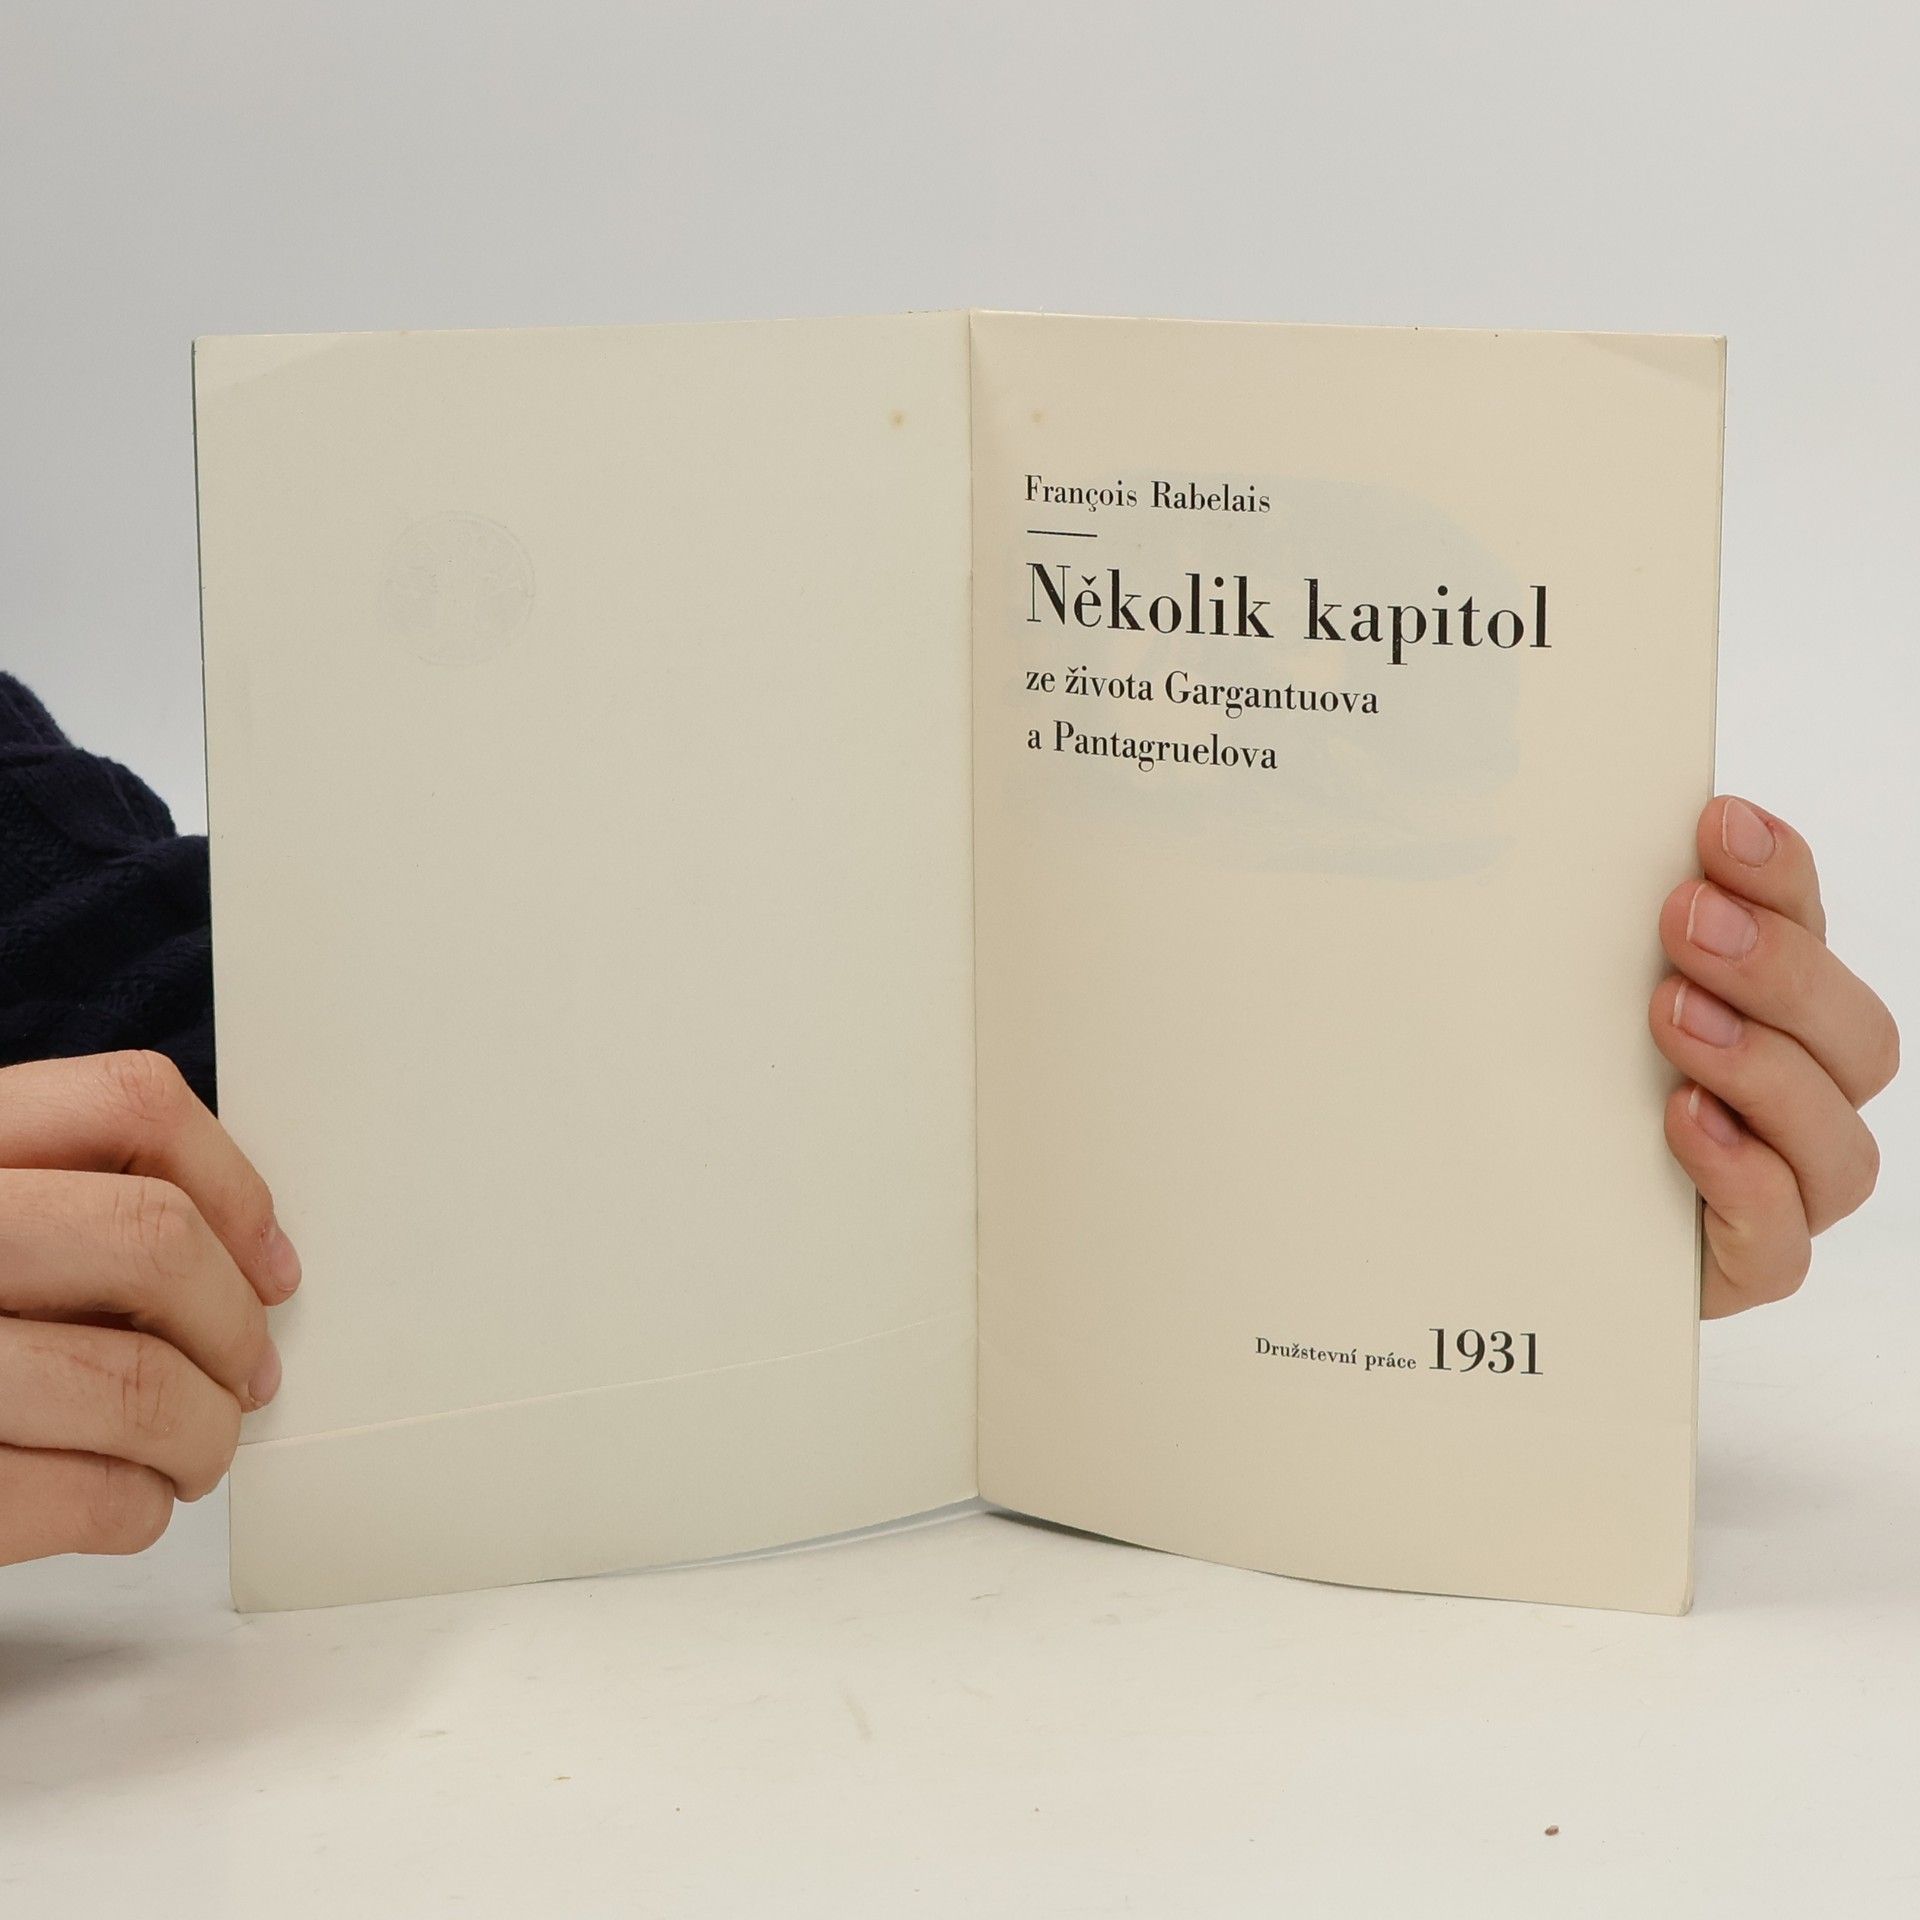 François Rabelais
Několik kapitol
ze života Gargantuova
a Pantagruelova
Družstevní práce 1931